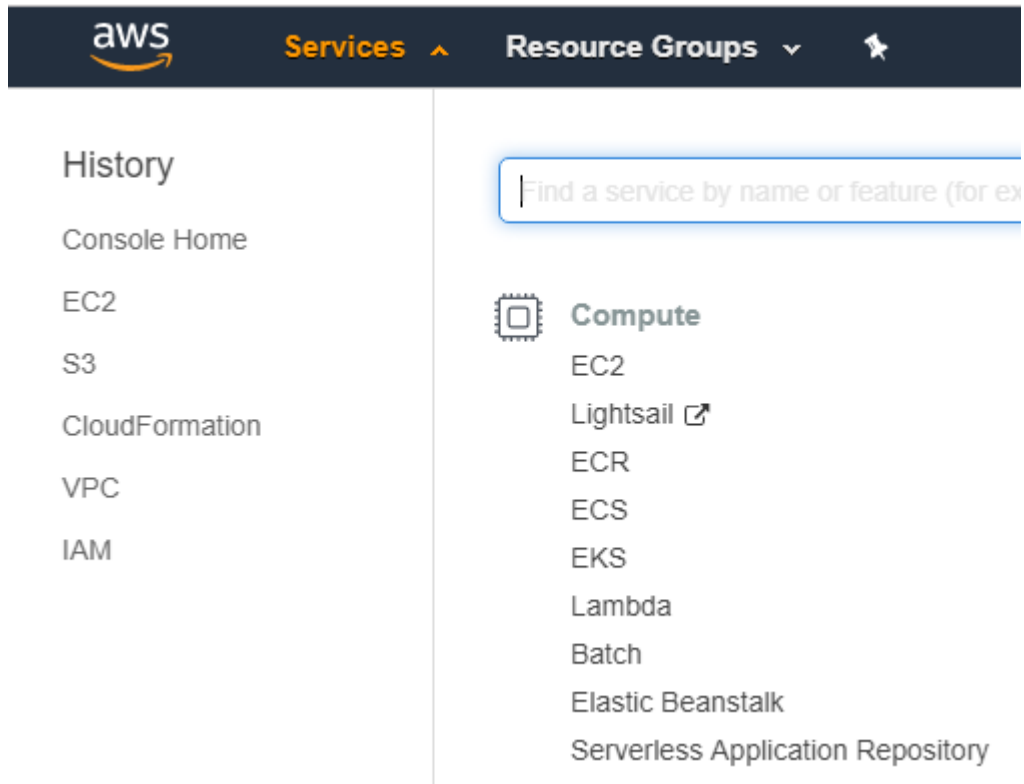 aws
Services
Resource Groups
History
Console Home
EC2
S3
CloudFormation
VPC
IAM
Find a service by name or feature (for ex
Compute
EC2
Lightsail
ECR
ECS
EKS
Lambda
Batch
Elastic Beanstalk
Serverless Application Repository